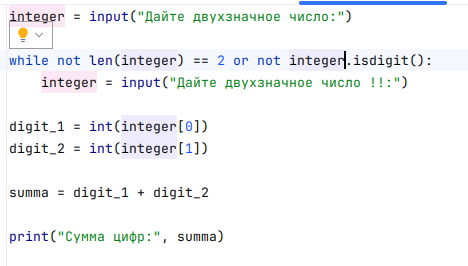 integer = input("Дайте двухзначное число:")
while not len(integer) == 2 or not integer.isdigit():
    integer = input("Дайте двухзначное число !!:")
digit_1 = int(integer[0])
digit_2 = int(integer[1])
summa = digit_1 + digit_2
print("Сумма цифр:", summa)